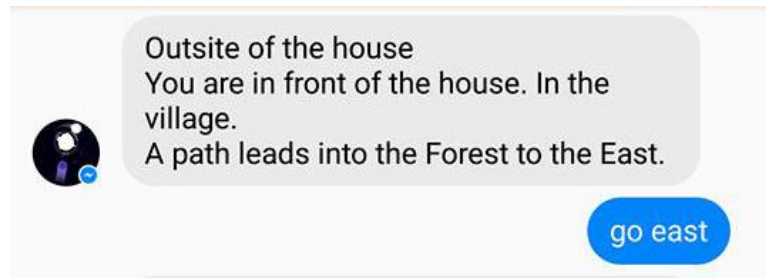 Outsite of the house
You are in front of the house. In the
village.
A path leads into the Forest to the East.
go east